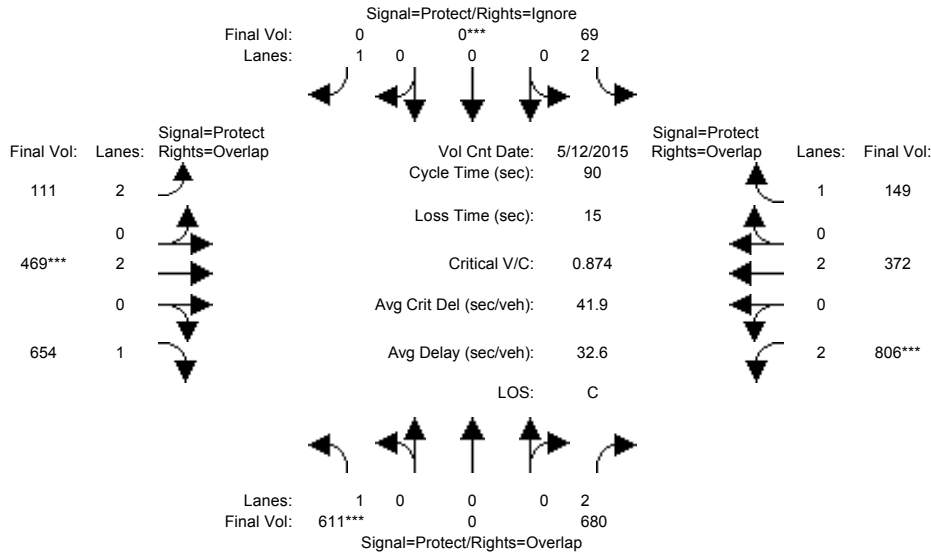 Signal=Protect/Rights=Ignore
Final Vol: 0 0*** 69
Lanes: 1 0 0 0 2
Signal=Protect Signal=Protect
Final Vol: Lanes: Rights=Overlap Vol Cnt Date: 5/12/2015 Rights=Overlap Lanes: Final Vol:
Cycle Time (sec): 90
111 2 1 149
Loss Time (sec): 15
0 0
469*** 2 Critical V/C: 0.874 2 372
0 Avg Crit Del (sec/veh): 41.9 0
654 1 Avg Delay (sec/veh): 32.6 2 806***
LOS: C
Lanes: 1 0 0 0 2
Final Vol: 611*** 0 680
Signal=Protect/Rights=Overlap